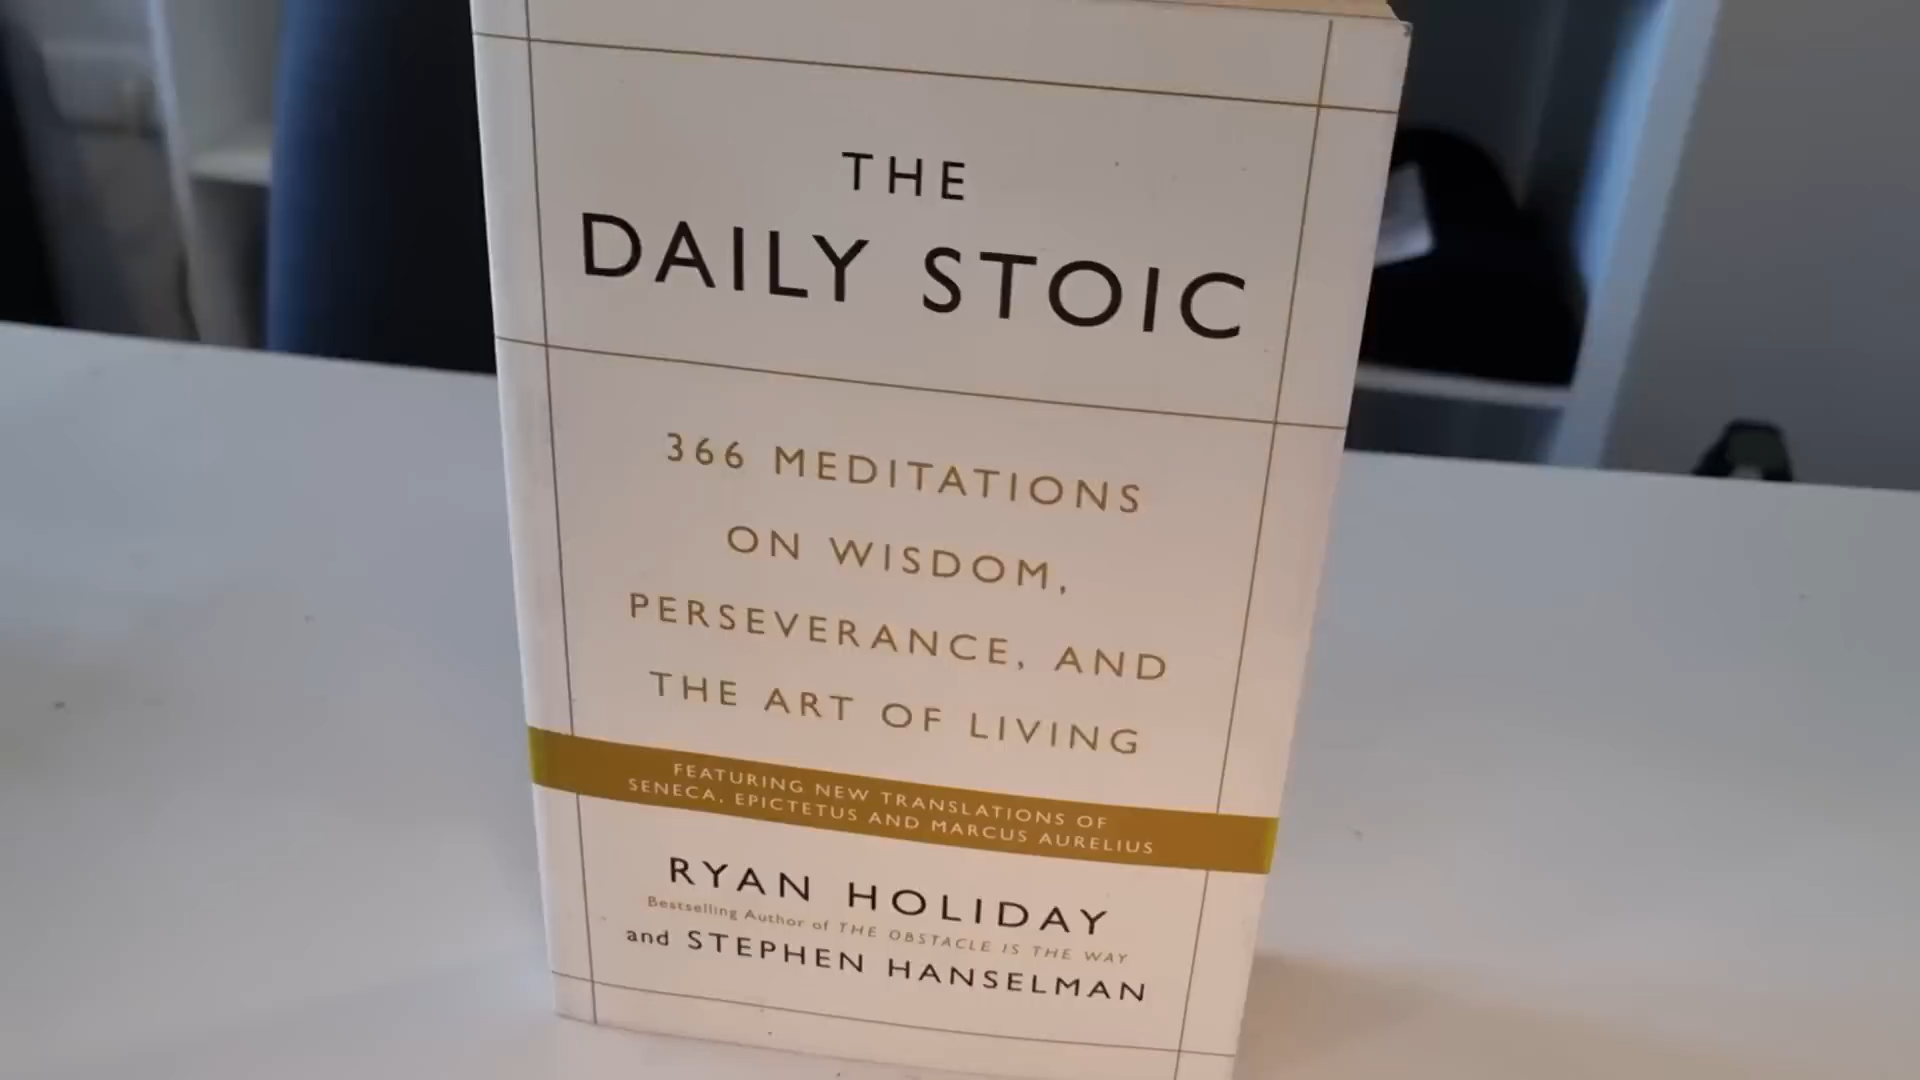 THE
DAILY STOIC
366 MEDITATIONS
ON WISDOM,
PERSEVERANCE, AND
THE ART OF LIVING
FEATURING NEW TRANSLATIONS OF
SENECA, EPICTETUS AND MARCUS AURELIUS
RYAN HOLIDAY
Bestselling Author of THE OBSTACLE IS THE WAY
and STEPHEN HANSELMAN